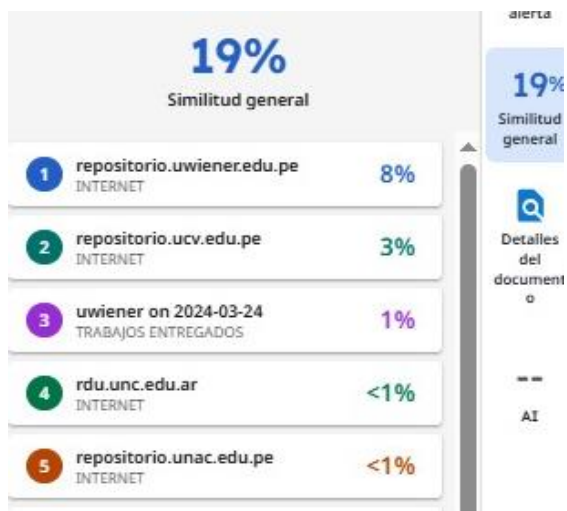 19%
Similitud general
1
repositorio.uwiener.edu.pe
INTERNET
8%
2
repositorio.ucv.edu.pe
INTERNET
3%
3
uwiener on 2024-03-24
TRABAJOS ENTREGADOS
1%
4
rdu.unc.edu.ar
INTERNET
<1%
5
repositorio.unac.edu.pe
INTERNET
<1%
alerta
19%
Similitud
general
Detalles
del
document
o
--
AI